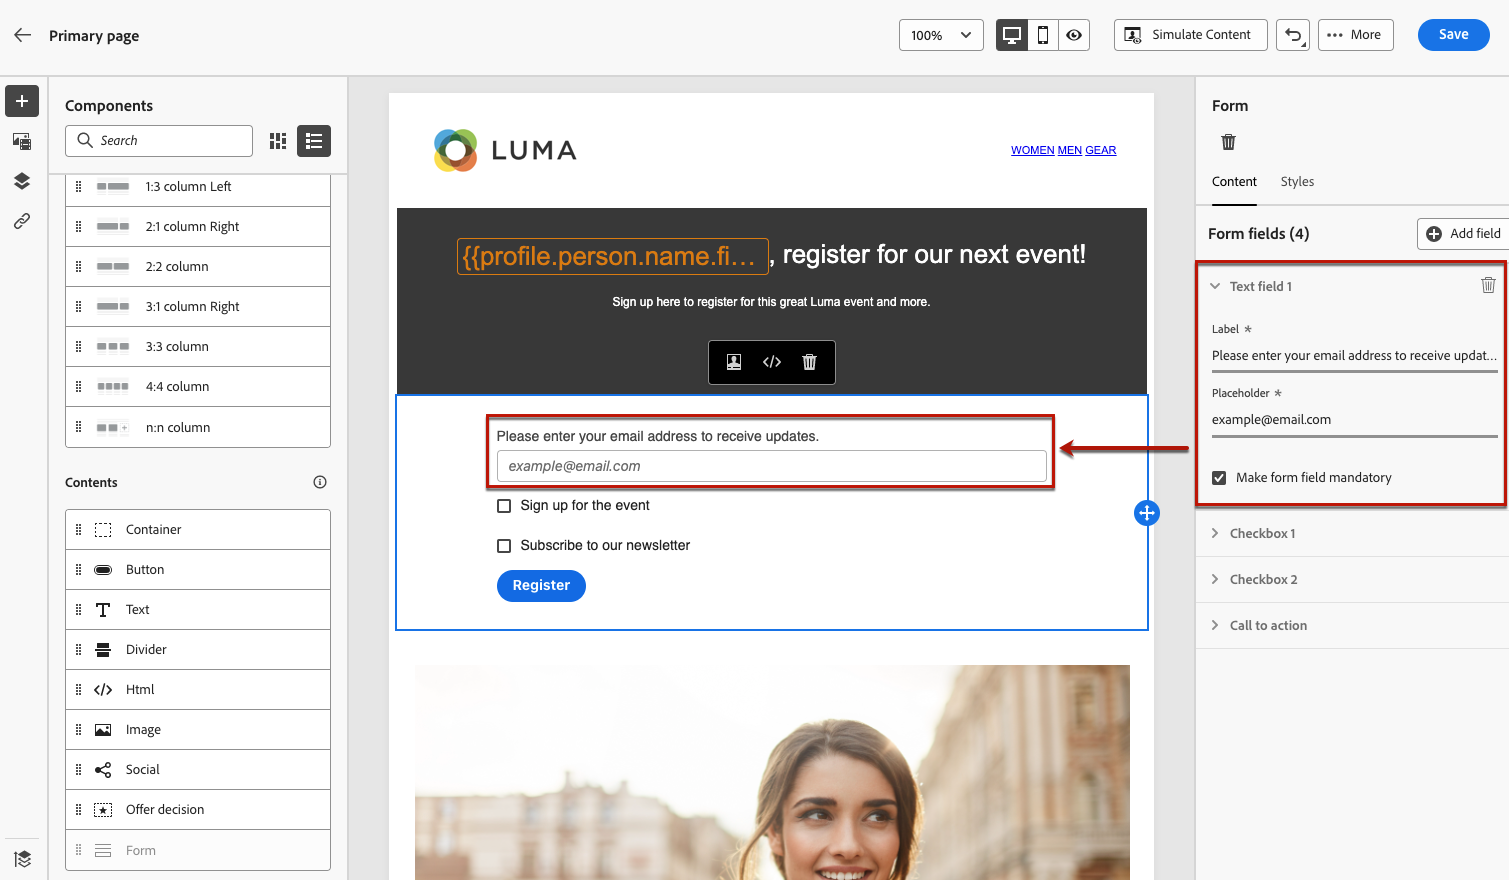 Primary page
100%
Simulate Content
More
Save
Components
Search
1:3 column Left
2:1 column Right
2:2 column
3:1 column Right
3:3 column
4:4 column
n:n column
Contents
Container
Button
Text
Divider
Html
Image
Social
Offer decision
Form
LUMA
WOMEN MEN GEAR
{{profile.person.name.fi... , register for our next event!
Sign up here to register for this great Luma event and more.
Please enter your email address to receive updates.
example@email.com
Sign up for the event
Subscribe to our newsletter
Register
Form
Content Styles
Form fields (4)
Add field
Text field 1
Label *
Please enter your email address to receive updat...
Placeholder *
example@email.com
Make form field mandatory
Checkbox 1
Checkbox 2
Call to action